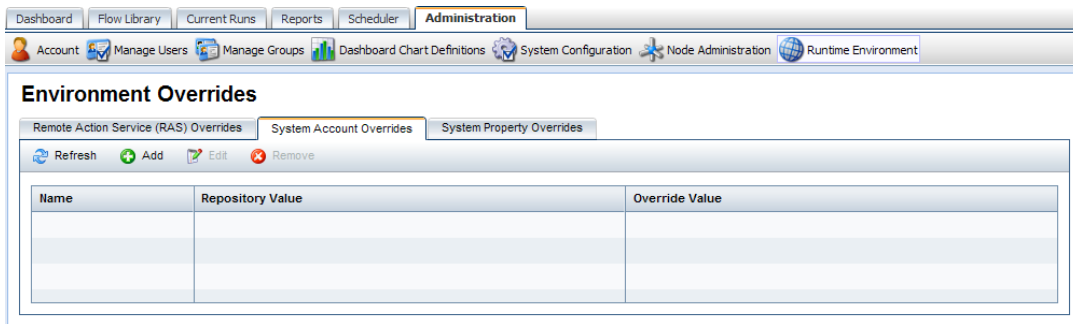 Dashboard Flow Library Current Runs Reports Scheduler Administration
Account Manage Users Manage Groups Dashboard Chart Definitions System Configuration Node Administration Runtime Environment
Environment Overrides
Remote Action Service (RAS) Overrides System Account Overrides System Property Overrides
Refresh Add Edit Remove
Name Repository Value Override Value